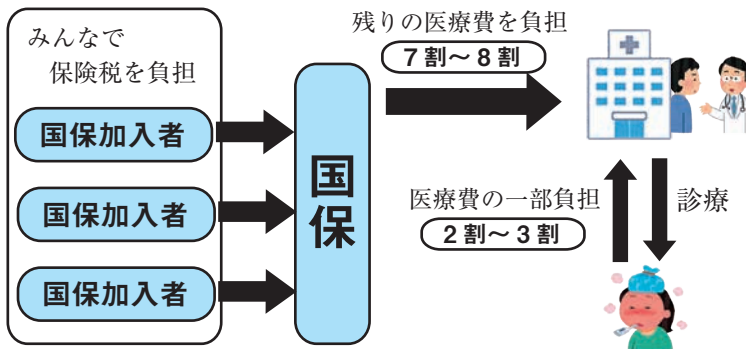 みんなで
保険税を負担
国保加入者
国保加入者
国保加入者
国保
残りの医療費を負担
7割～8割
医療費の一部負担
2割～3割
診療